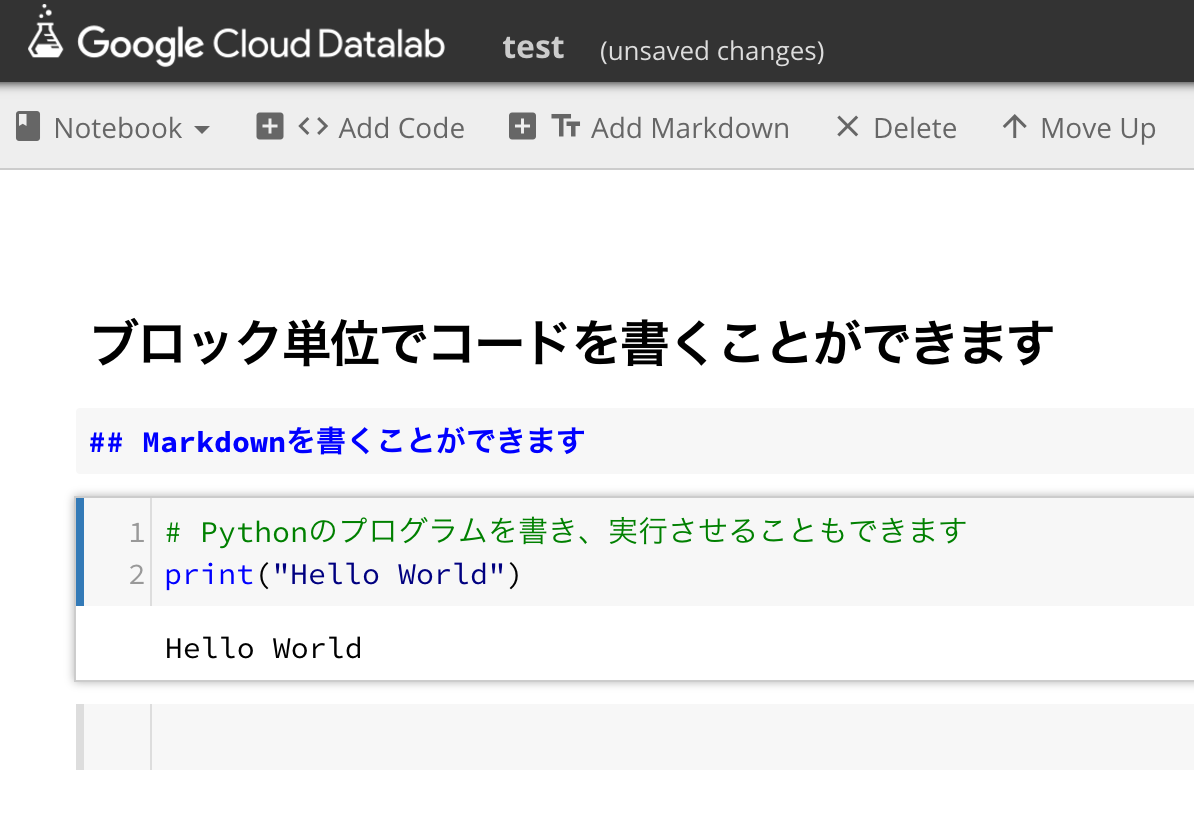 Google Cloud Datalab test (unsaved changes)
Notebook <> Add Code Tт Add Markdown Delete Move Up
ブロック単位でコードを書くことができます
## Markdownを書くことができます
1 # Pythonのプログラムを書き、実行させることもできます
2 print("Hello World")
Hello World